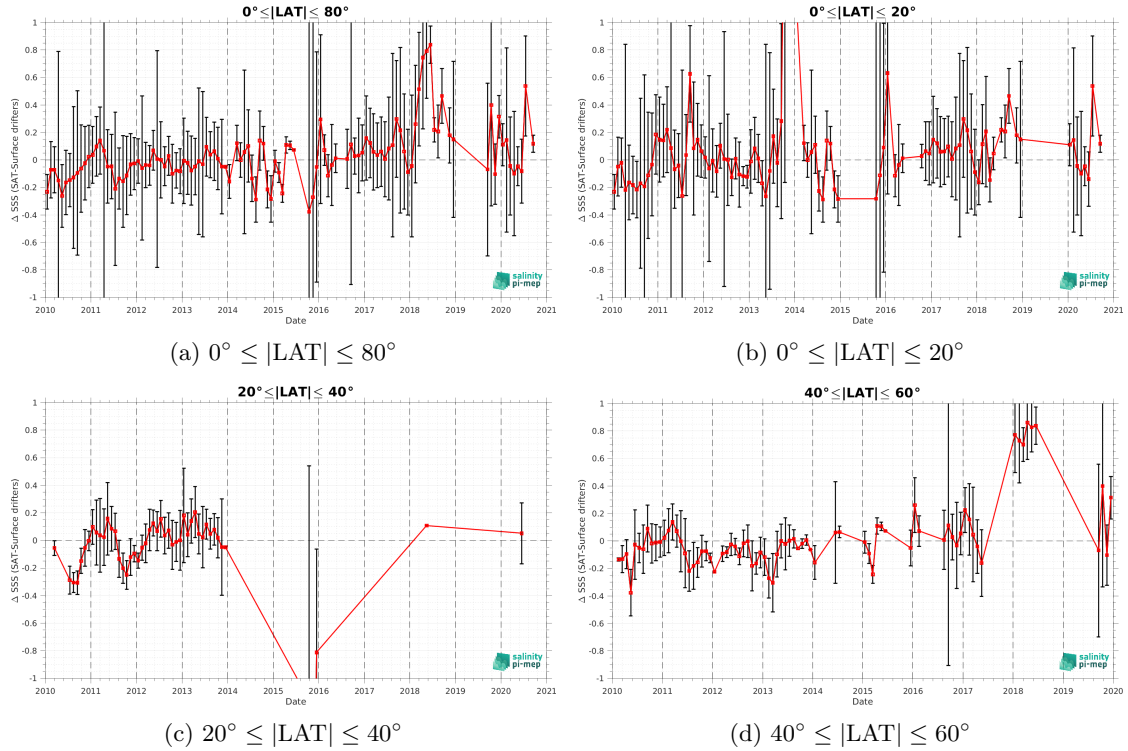 0°≤|LAT|≤ 80°
Δ SSS (SAT-Surface drifters)
1
0.8
0.6
0.4
0.2
0
-0.2
-0.4
-0.6
-0.8
-1
2010 2011 2012 2013 2014 2015 2016 2017 2018 2019 2020 2021
Date
salinity
pi-mep
(a) 0° ≤ |LAT| ≤ 80°
0°≤|LAT|≤ 20°
Δ SSS (SAT-Surface drifters)
1
0.8
0.6
0.4
0.2
0
-0.2
-0.4
-0.6
-0.8
-1
2010 2011 2012 2013 2014 2015 2016 2017 2018 2019 2020 2021
Date
salinity
pi-mep
(b) 0° ≤ |LAT| ≤ 20°
20°≤|LAT|≤ 40°
Δ SSS (SAT-Surface drifters)
1
0.8
0.6
0.4
0.2
0
-0.2
-0.4
-0.6
-0.8
-1
2010 2011 2012 2013 2014 2015 2016 2017 2018 2019 2020 2021
Date
salinity
pi-mep
(c) 20° ≤ |LAT| ≤ 40°
40°≤|LAT|≤ 60°
Δ SSS (SAT-Surface drifters)
1
0.8
0.6
0.4
0.2
0
-0.2
-0.4
-0.6
-0.8
-1
2010 2011 2012 2013 2014 2015 2016 2017 2018 2019 2020
Date
salinity
pi-mep
(d) 40° ≤ |LAT| ≤ 60°